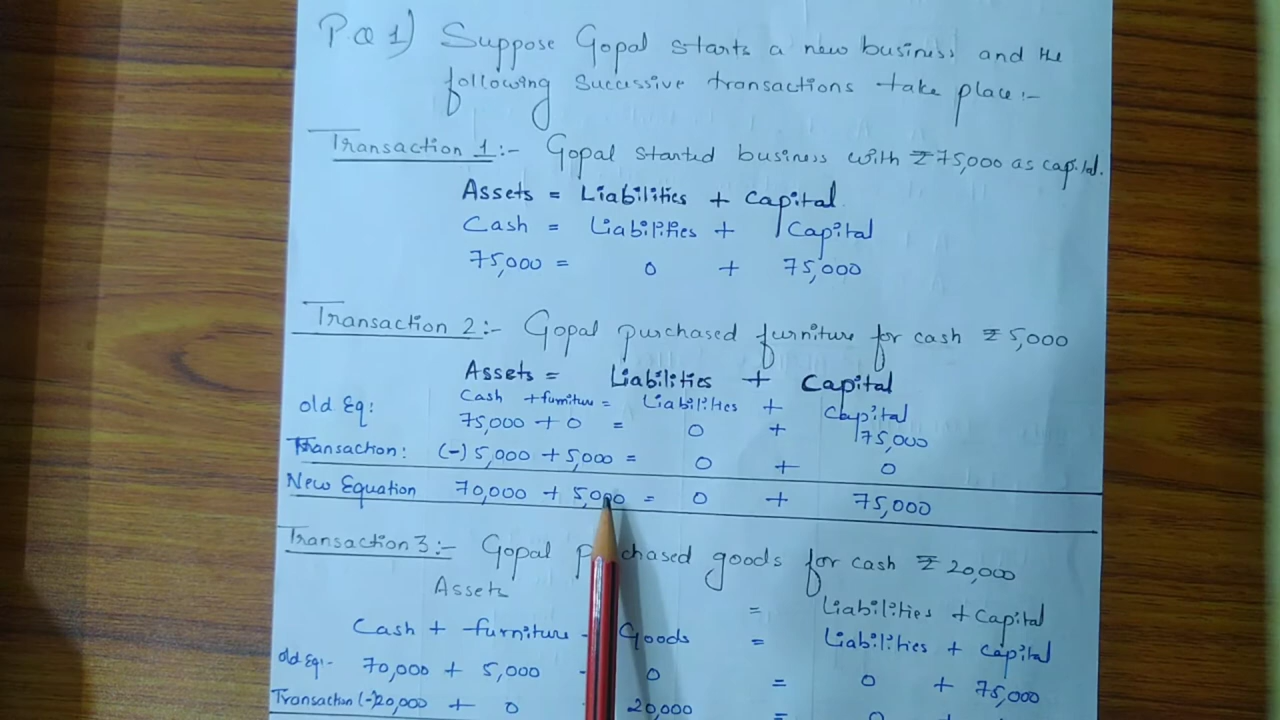 P.Q 1) Suppose Gopal starts a new business and the
following successive transactions take place:-
Transaction 1:- Gopal started business with ₹75,000 as capital.
Assets = Liabilities + Capital
Cash = Liabilities + Capital
75,000 = 0 + 75,000
Transaction 2:- Gopal purchased furniture for cash ₹5,000
Assets = Liabilities + Capital
Cash + furniture = Liabilities + Capital
old Eq: 75,000 + 0 = 0 + 75,000
Transaction: (-) 5,000 + 5,000 = 0 + 0
New Equation 70,000 + 5,000 = 0 + 75,000
Transaction 3:- Gopal purchased goods for cash ₹20,000
Assets = Liabilities + Capital
Cash + furniture Goods = Liabilities + Capital
old Eq:- 70,000 + 5,000 0 = 0 + 75,000
Transaction (-)20,000 + 0 20,000 = 0 +